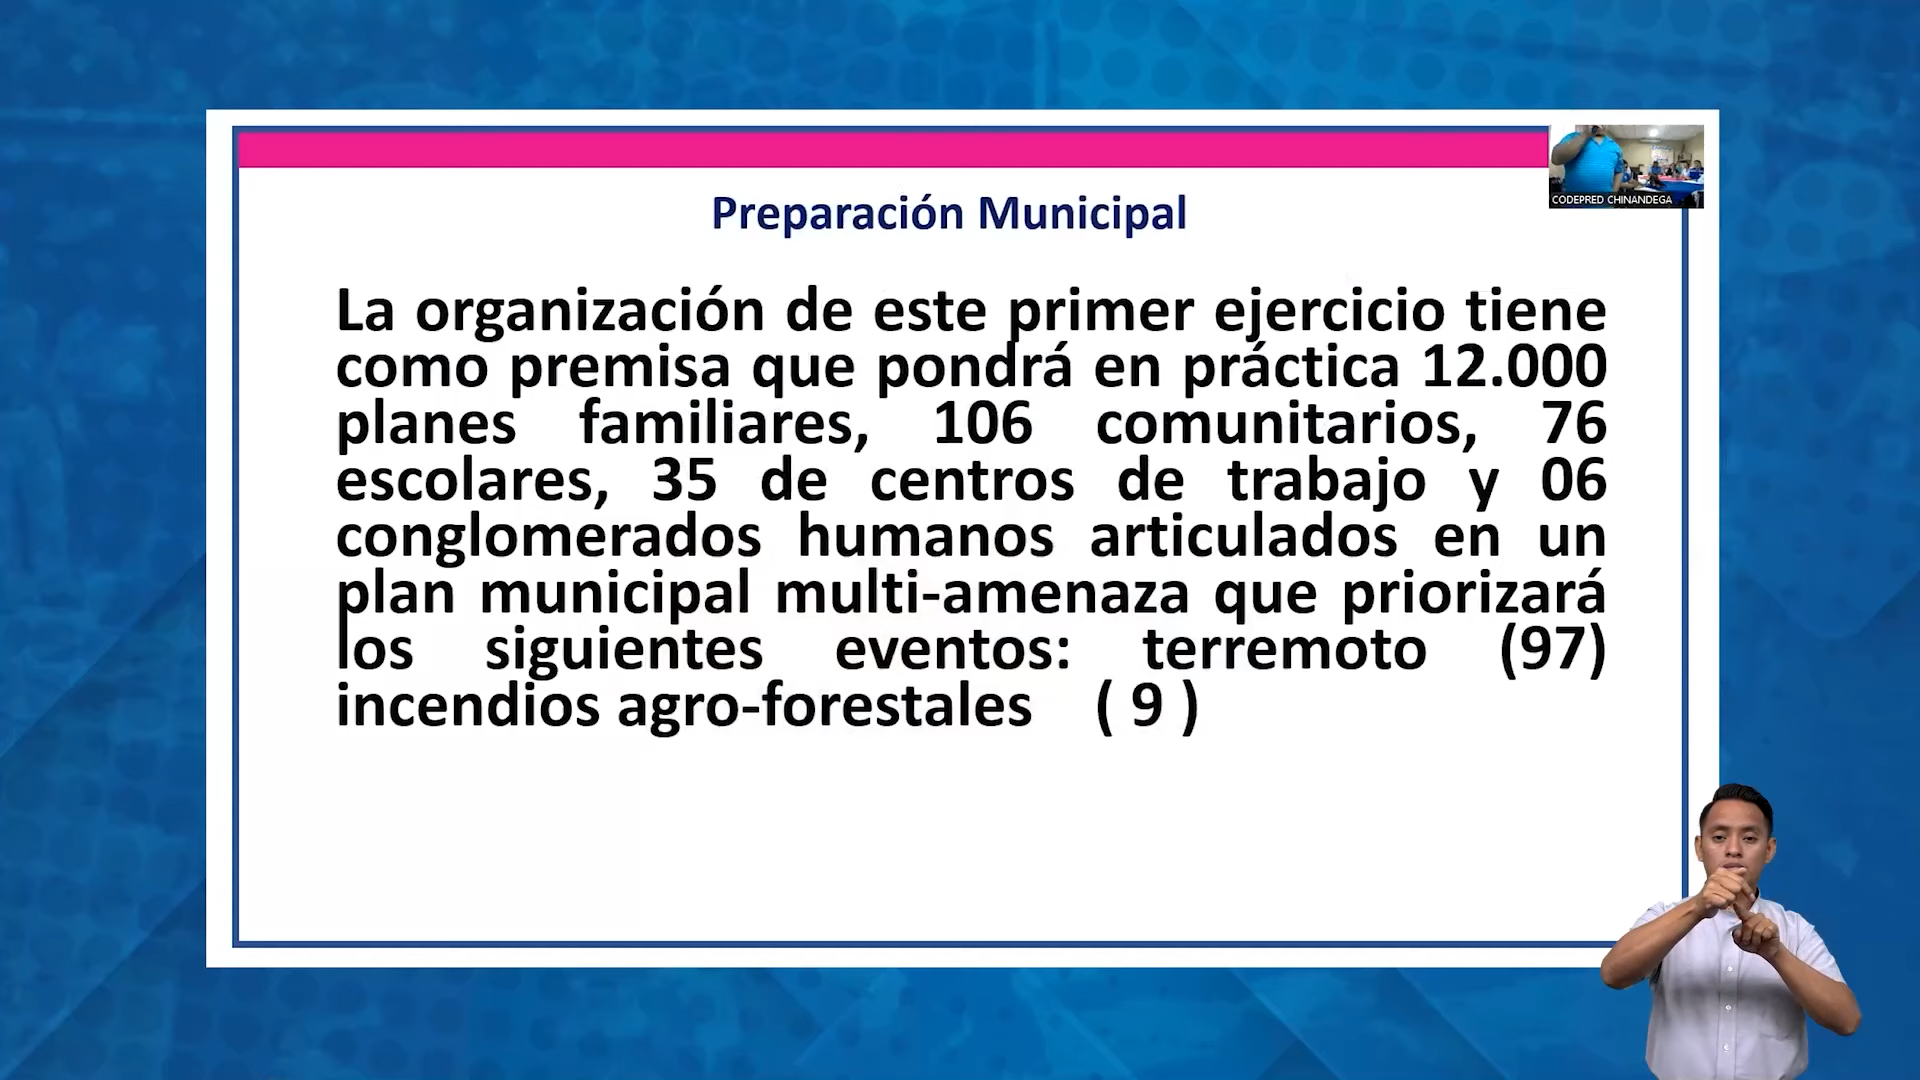 CODEPRED CHINANDEGA
Preparación Municipal
La organización de este primer ejercicio tiene
como premisa que pondrá en práctica 12.000
planes familiares, 106 comunitarios, 76
escolares, 35 de centros de trabajo y 06
conglomerados humanos articulados en un
plan municipal multi-amenaza que priorizará
los siguientes eventos: terremoto (97)
incendios agro-forestales ( 9 )